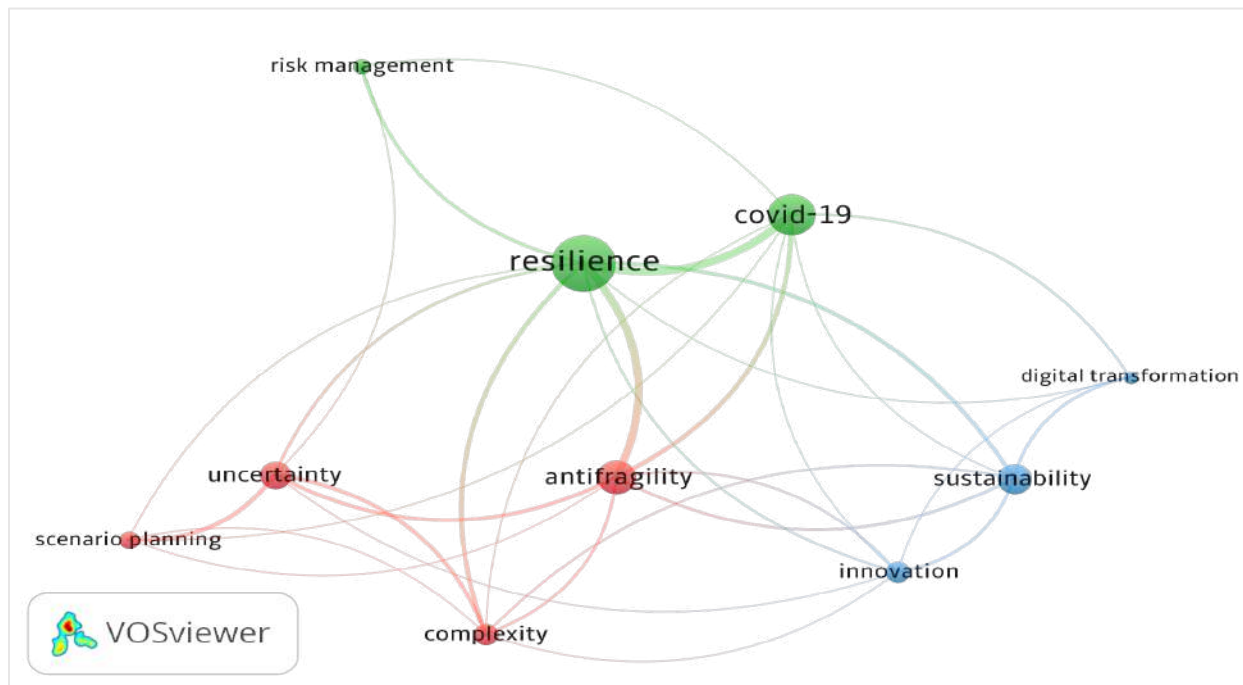 risk management
covid-19
resilience
digital transformation
uncertainty
antifragility
sustainability
scenario planning
innovation
complexity
VOSviewer